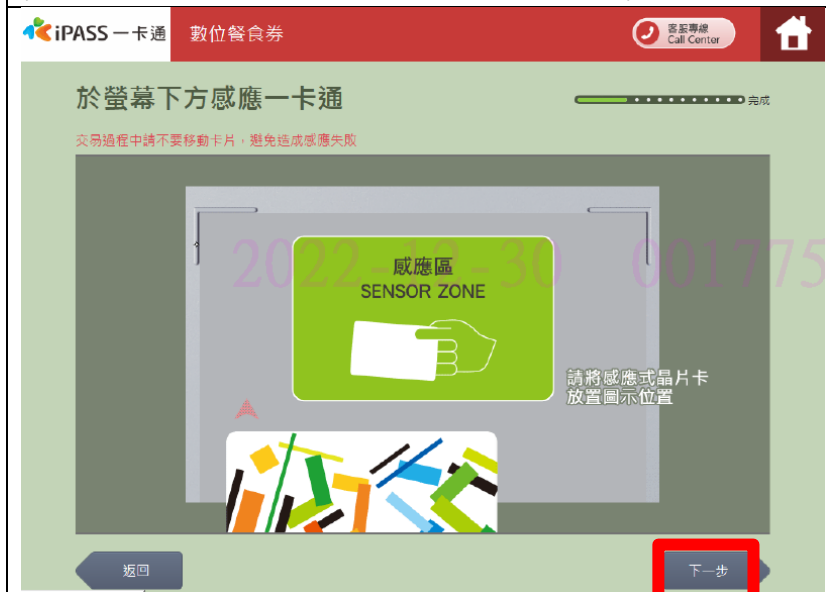 iPASS 一卡通 數位餐食券
客服專線
Call Center
於螢幕下方感應一卡通
完成
交易過程中請不要移動卡片，避免造成感應失敗
2022-12-30 001775
感應區
SENSOR ZONE
請將感應式晶片卡
放置圖示位置
返回
下一步